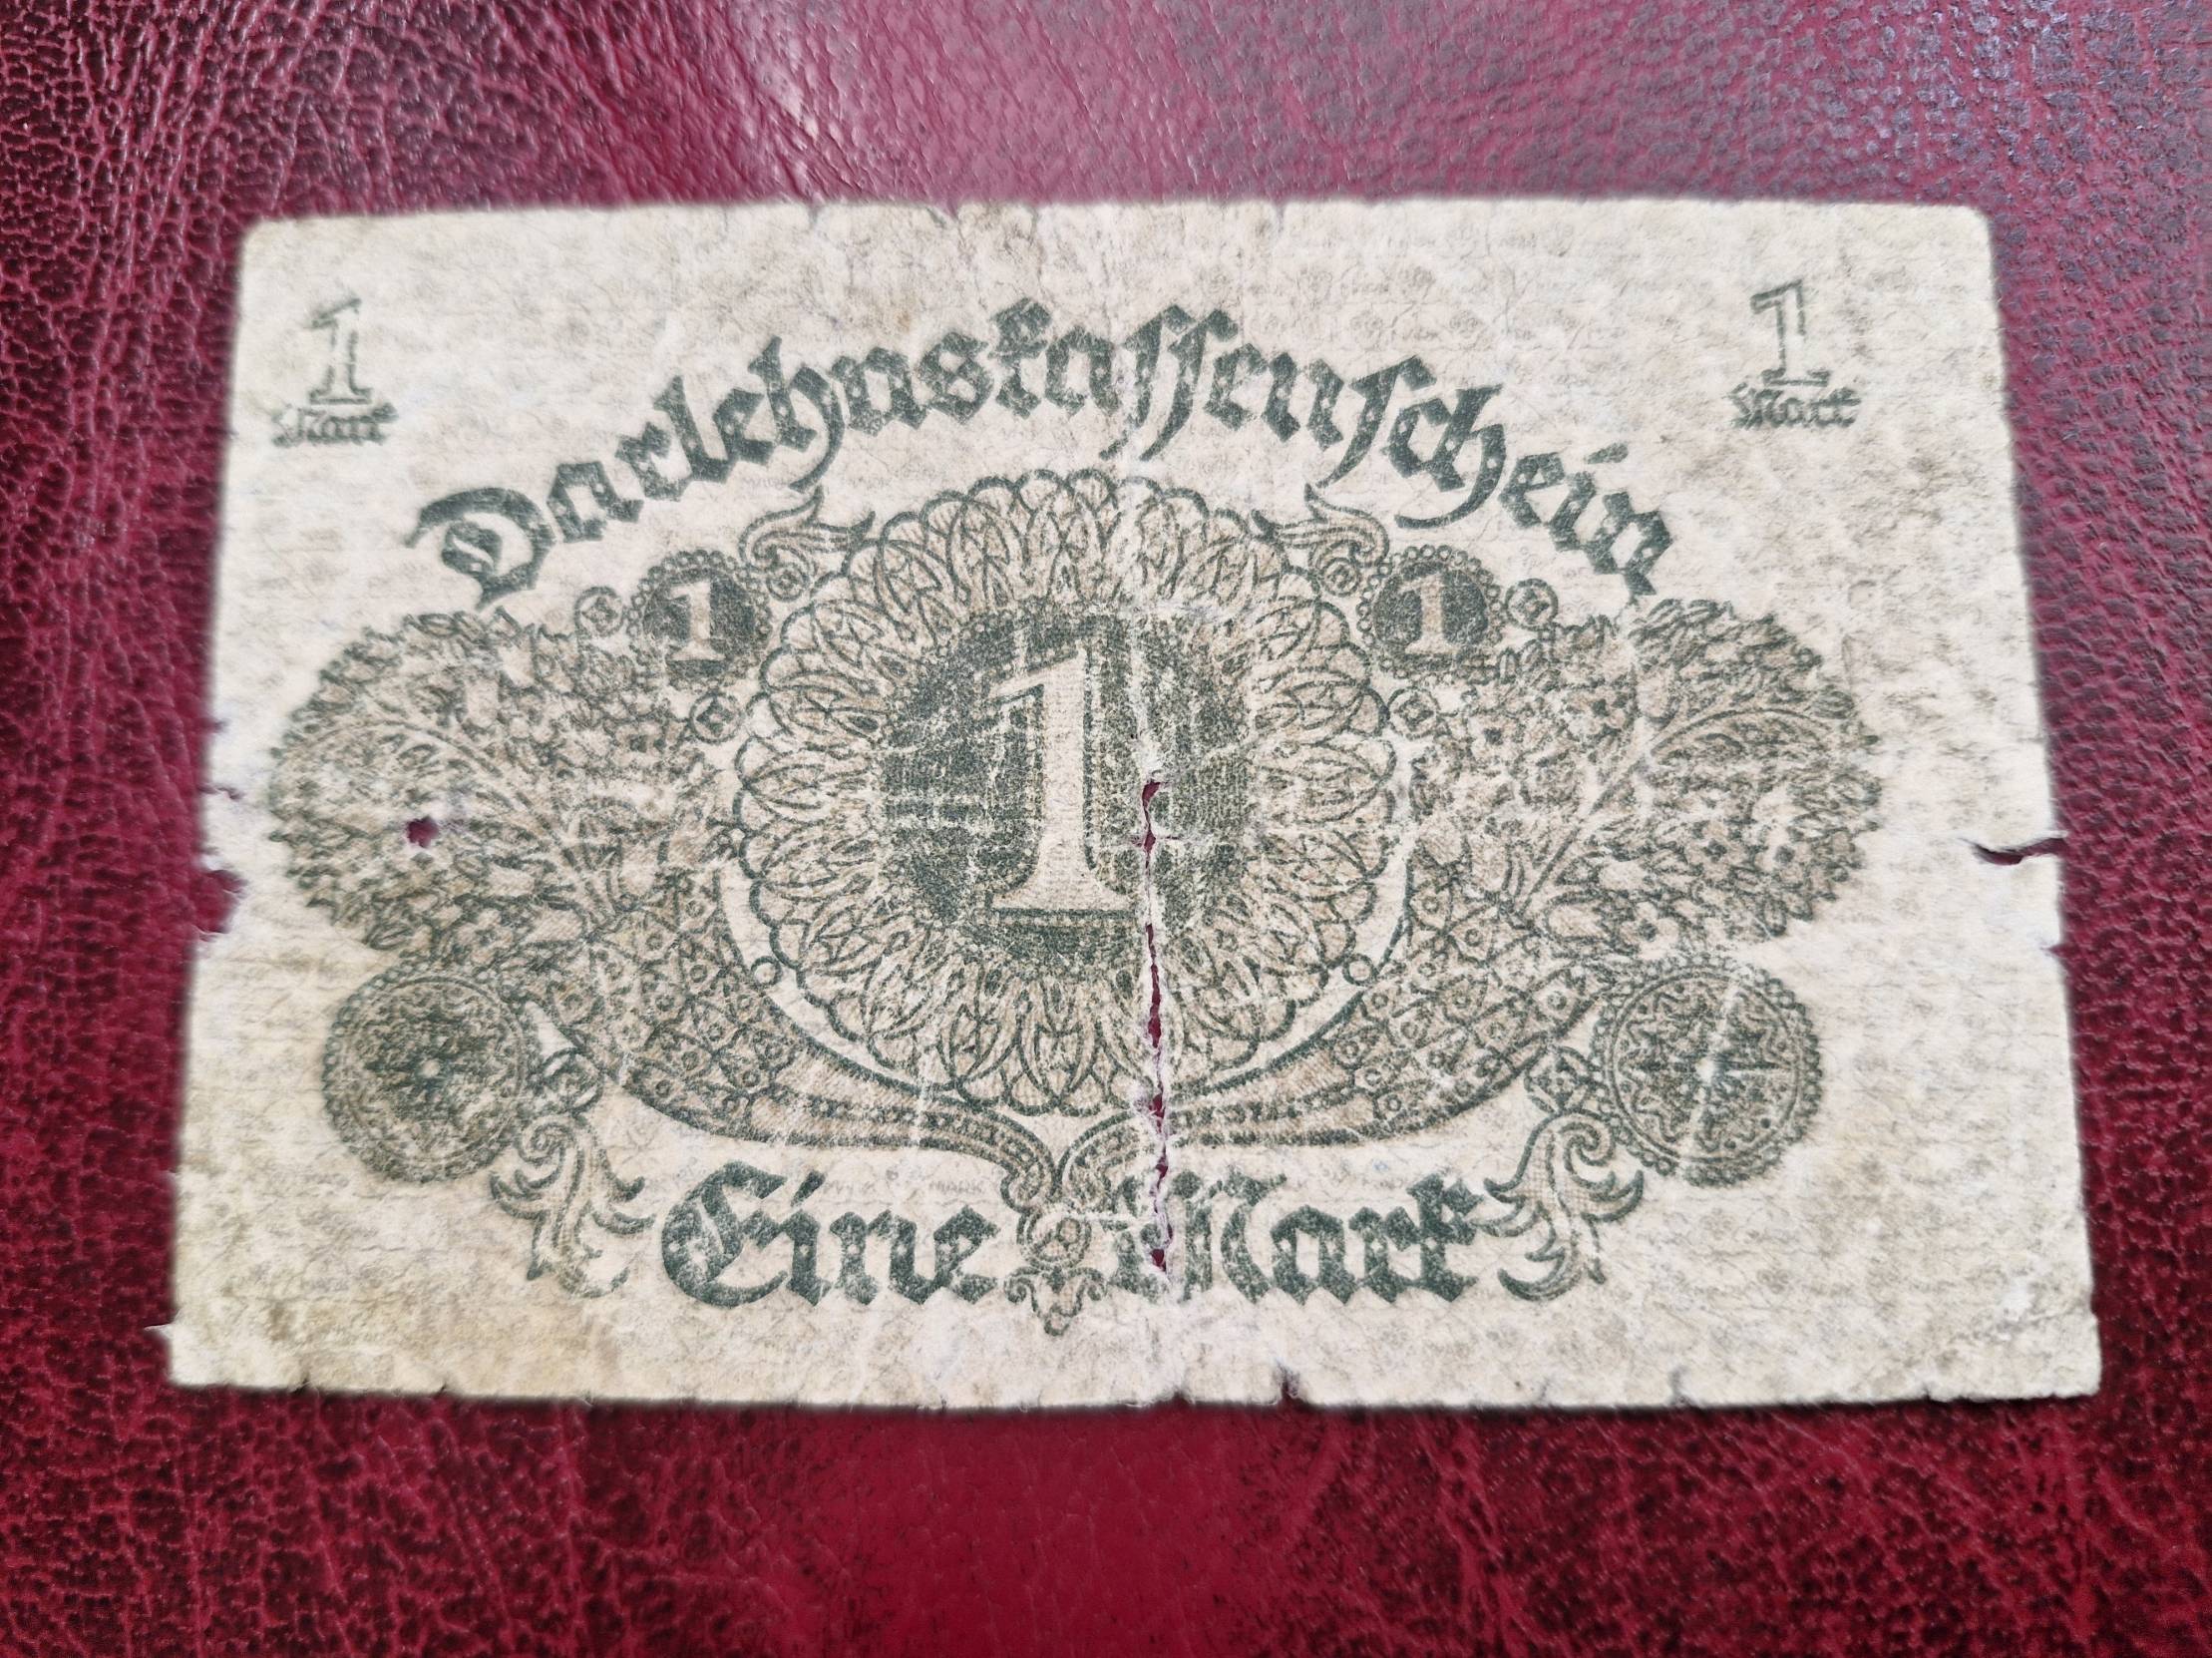 1 1
Mark Mark
Darlehnskassenschein
1 1
1
Eine Mark